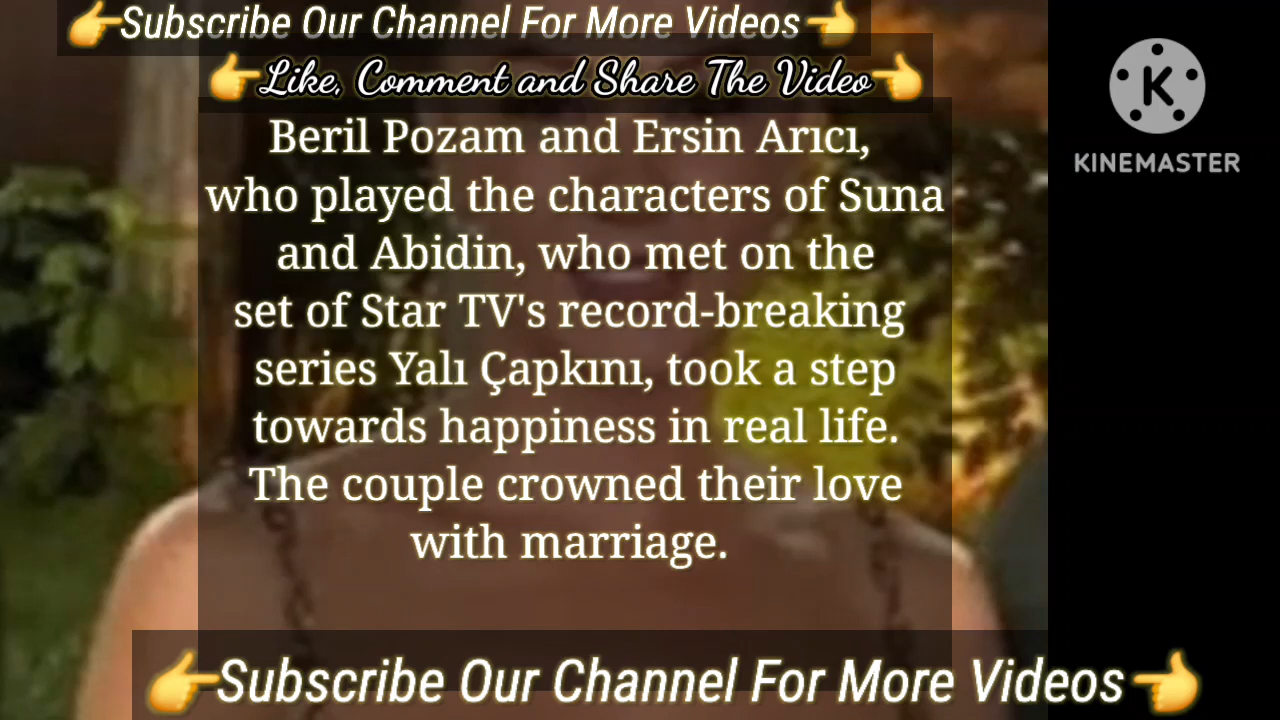 👉Subscribe Our Channel For More Videos👈
👉Like, Comment and Share The Video👈
Beril Pozam and Ersin Arıcı,
who played the characters of Suna
and Abidin, who met on the
set of Star TV's record-breaking
series Yalı Çapkını, took a step
towards happiness in real life.
The couple crowned their love
with marriage.
👉Subscribe Our Channel For More Videos👈
K
KINEMASTER